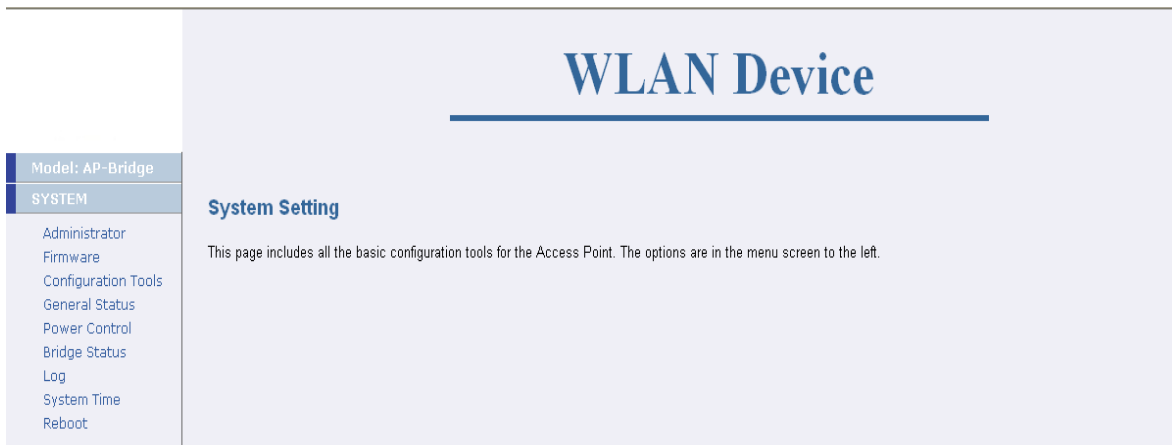 WLAN Device
Model: AP-Bridge
SYSTEM
Administrator
Firmware
Configuration Tools
General Status
Power Control
Bridge Status
Log
System Time
Reboot
System Setting
This page includes all the basic configuration tools for the Access Point. The options are in the menu screen to the left.